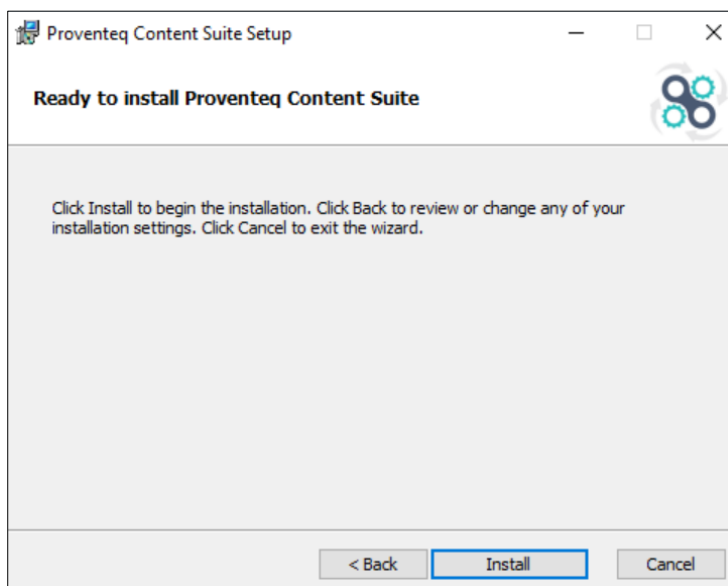 Proventeq Content Suite Setup
Ready to install Proventeq Content Suite
Click Install to begin the installation. Click Back to review or change any of your
installation settings. Click Cancel to exit the wizard.
< Back Install Cancel